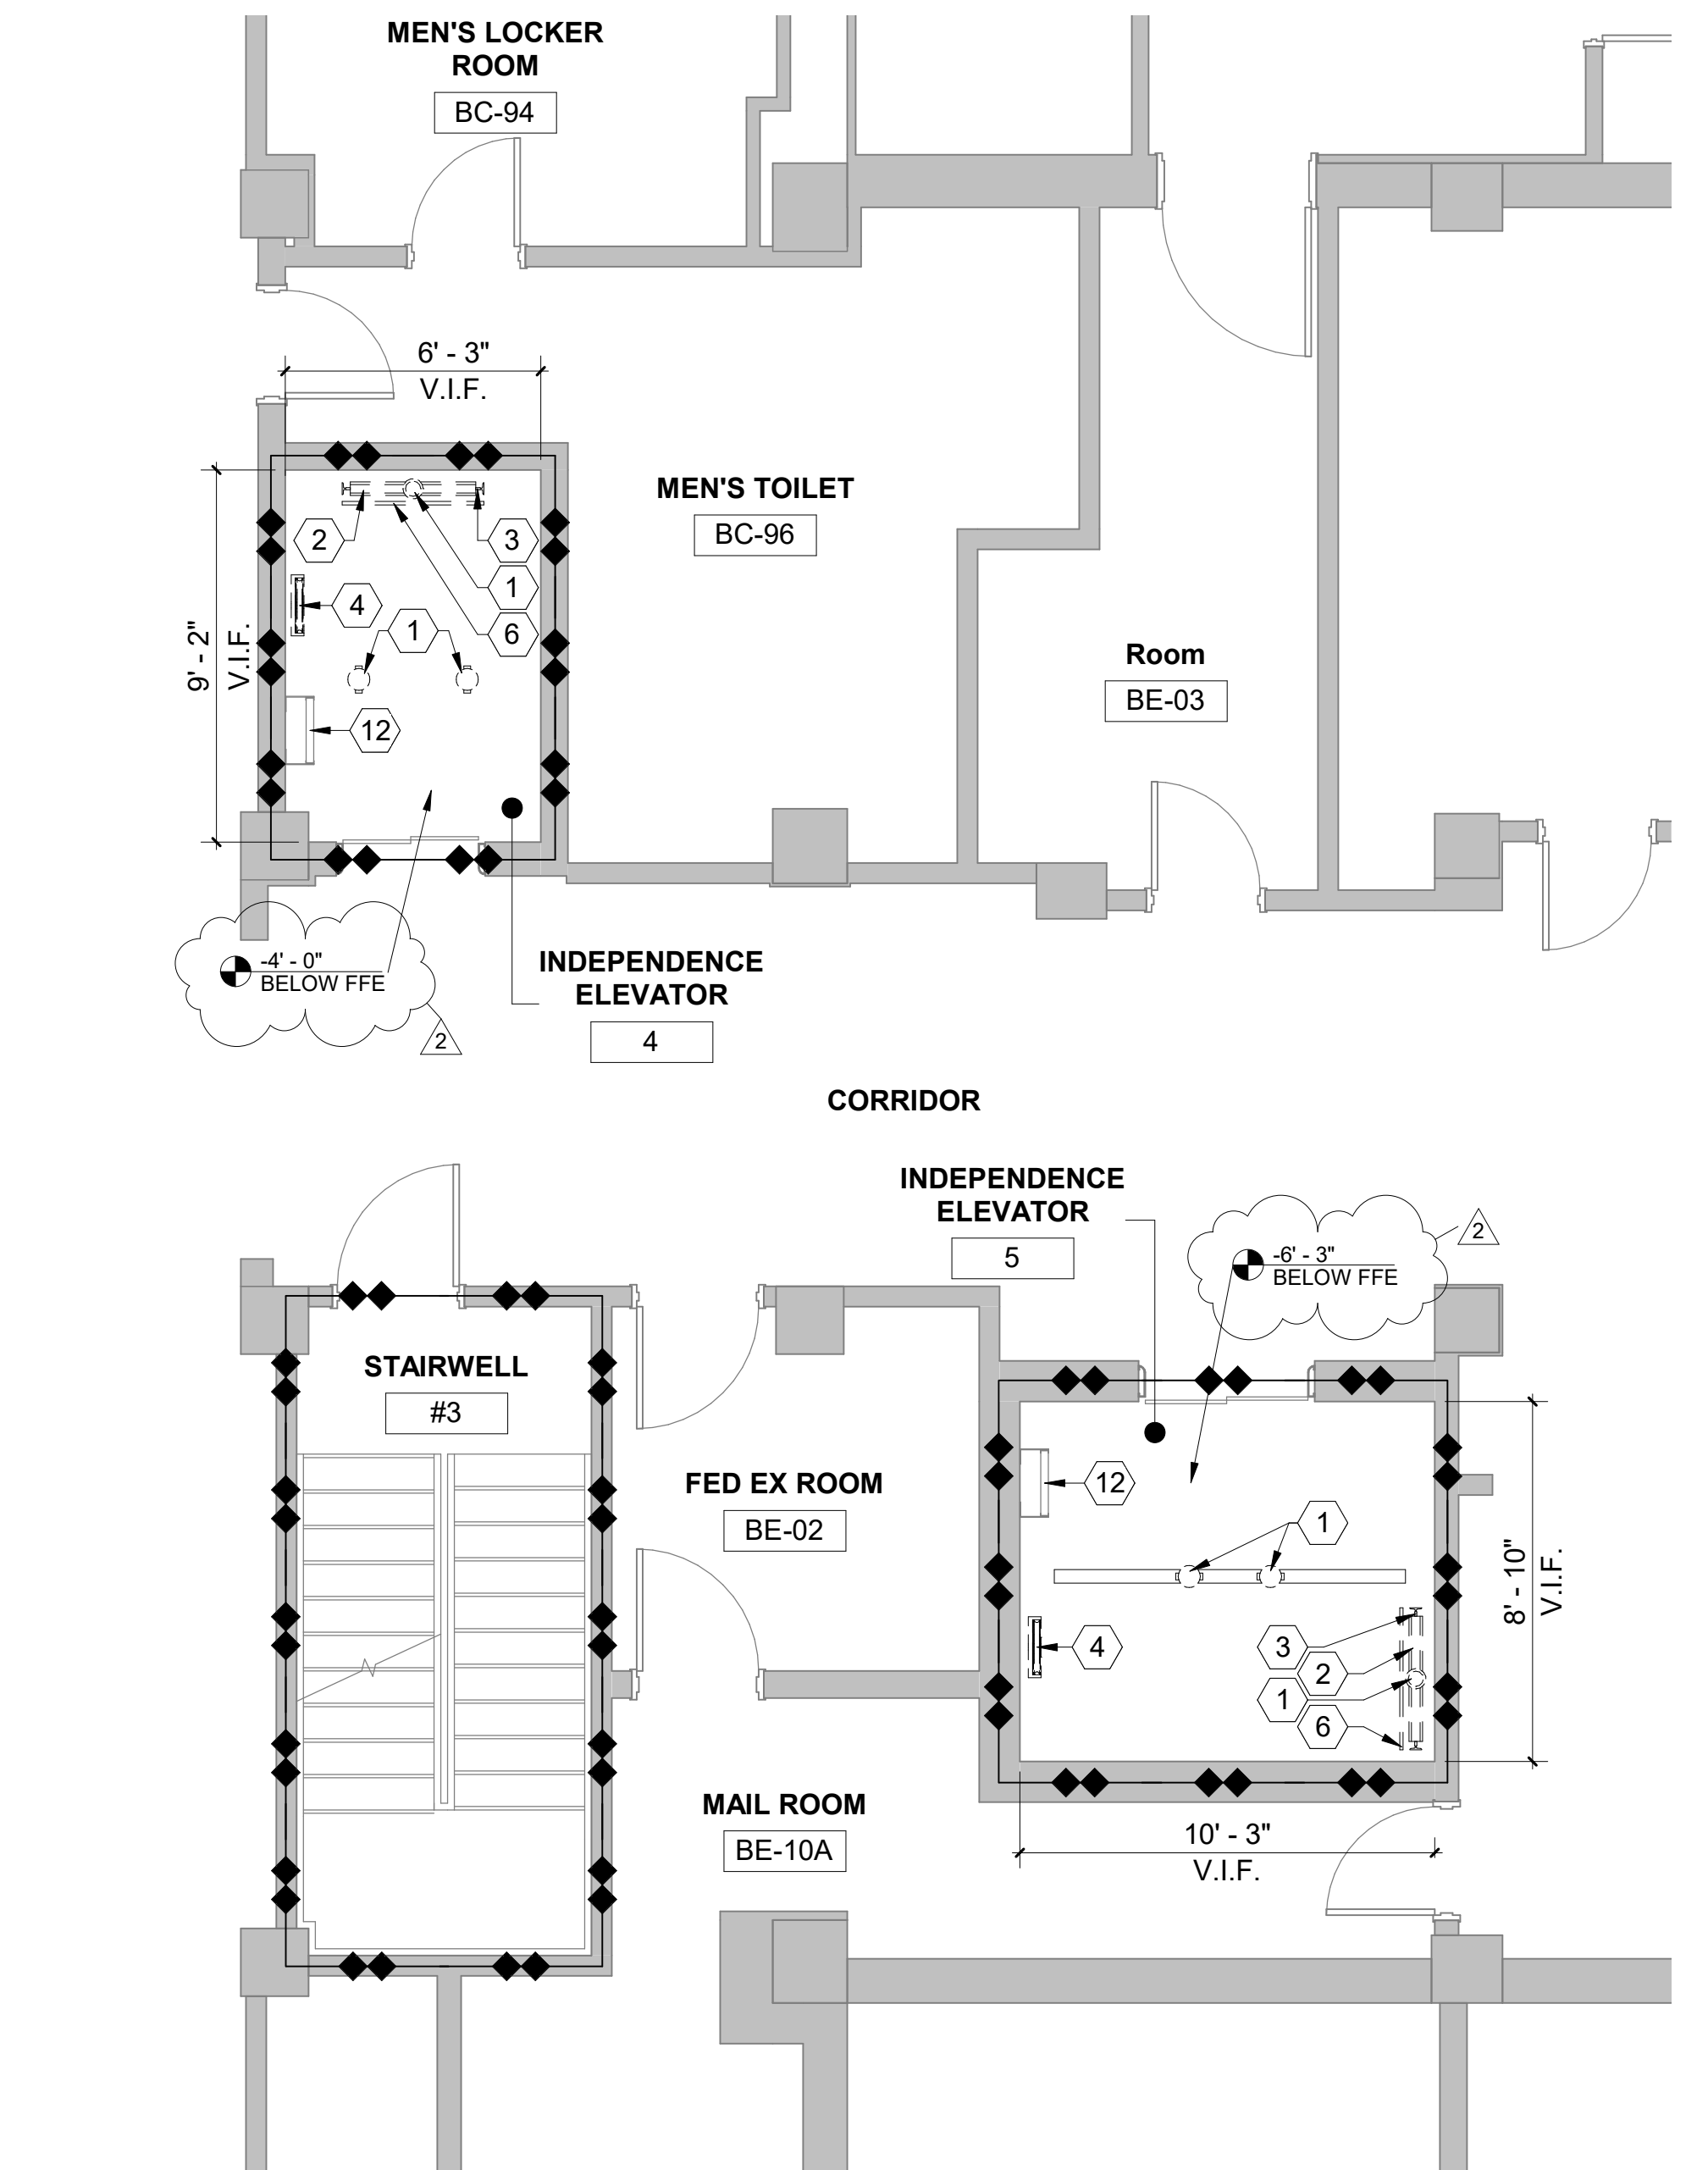 MEN'S LOCKER
ROOM
BC-94
6' - 3"
V.I.F.
MEN'S TOILET
BC-96
2
3
1
4
1
6
9' - 2"
V.I.F.
12
Room
BE-03
-4' - 0"
BELOW FFE
2
INDEPENDENCE
ELEVATOR
4
CORRIDOR
INDEPENDENCE
ELEVATOR
5
-6' - 3"
BELOW FFE
2
STAIRWELL
#3
FED EX ROOM
BE-02
12
1
4
3
2
1
6
8' - 10"
V.I.F.
MAIL ROOM
BE-10A
10' - 3"
V.I.F.